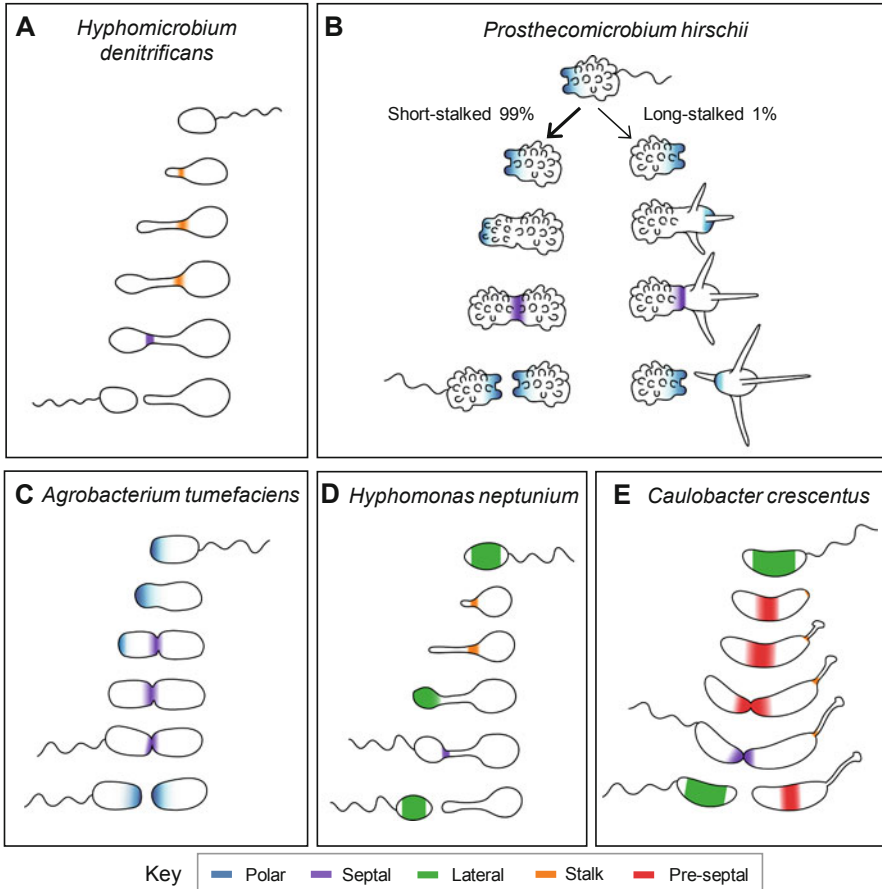 A
Hyphomicrobium
denitrificans
B
Prosthecomicrobium hirschii
Short-stalked 99%
Long-stalked 1%
C
Agrobacterium tumefaciens
D
Hyphomonas neptunium
E
Caulobacter crescentus
Key
Polar
Septal
Lateral
Stalk
Pre-septal